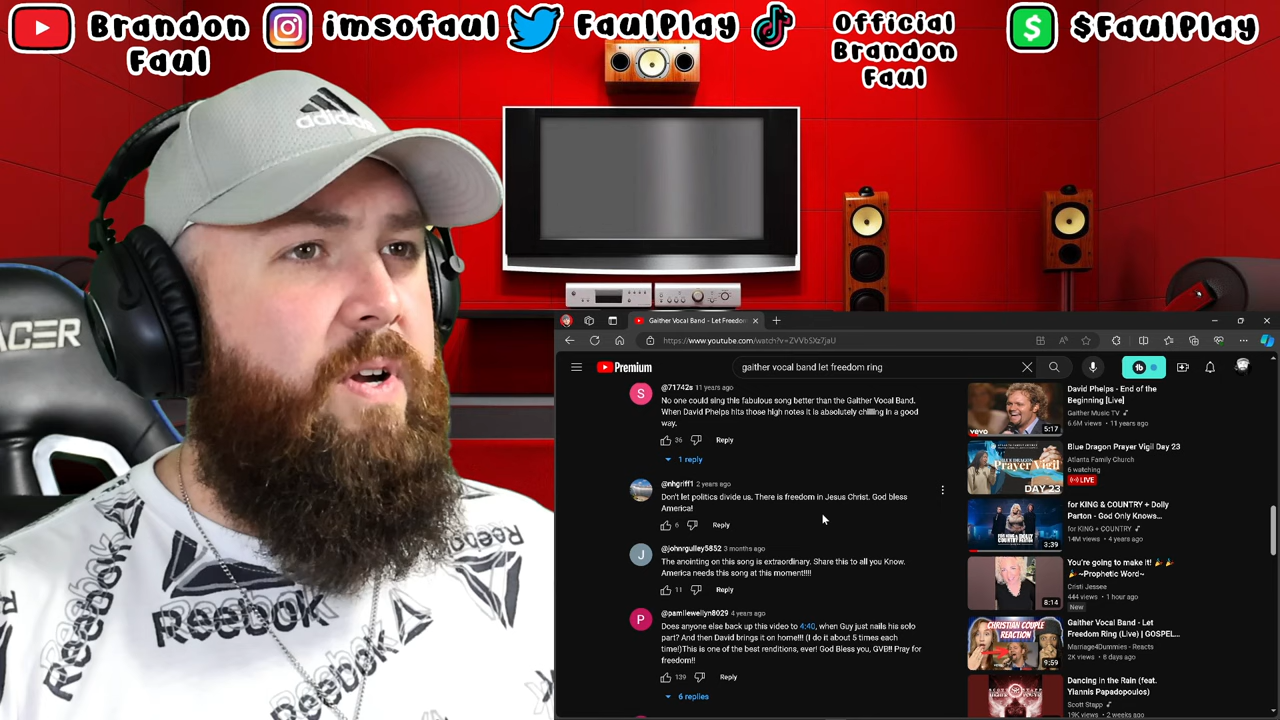 Brandon
Faul
imsofaul
FaulPlay
Official
Brandon
Faul
$FaulPlay
adidas
ACER
Reebok
Reebok
Reebok
Gaither Vocal Band - Let Freedom
https://www.youtube.com/watch?v=ZVVbSXz7jaU
Premium
gaither vocal band let freedom ring
@71742s 11 years ago
No one could sing this fabulous song better than the Gaither Vocal Band.
When David Phelps hits those high notes it is absolutely chilling in a good
way.
36 Reply
1 reply
@nhgriff1 2 years ago
Don't let politics divide us. There is freedom in Jesus Christ. God bless
America!
6 Reply
@johnrgulley5852 3 months ago
The anointing on this song is extraordinary. Share this to all you Know.
America needs this song at this moment!!!!
11 Reply
@pamllewellyn8029 4 years ago
Does anyone else back up this video to 4:40, when Guy just nails his solo
part? And then David brings it on home!!! (I do it about 5 times each
time!)This is one of the best renditions, ever! God Bless you, GVB!! Pray for
freedom!!
139 Reply
6 replies
vevo
5:17
David Phelps - End of the
Beginning [Live]
Gaither Music TV
6.6M views • 11 years ago
Prayer Vigil
DAY 23
Blue Dragon Prayer Vigil Day 23
Atlanta Family Church
6 watching
LIVE
3:39
for KING & COUNTRY + Dolly
Parton - God Only Knows...
for KING + COUNTRY
14M views • 4 years ago
8:14
You're going to make it!
~Prophetic Word~
Cristi Jessee
444 views • 1 hour ago
New
CHRISTIAN COUPLE
REACTION
9:59
Gaither Vocal Band - Let
Freedom Ring (Live) | GOSPEL...
Marriage4Dummies - Reacts
2K views • 8 days ago
Dancing in the Rain (feat.
Yiannis Papadopoulos)
Scott Stapp
19K views • 2 weeks ago